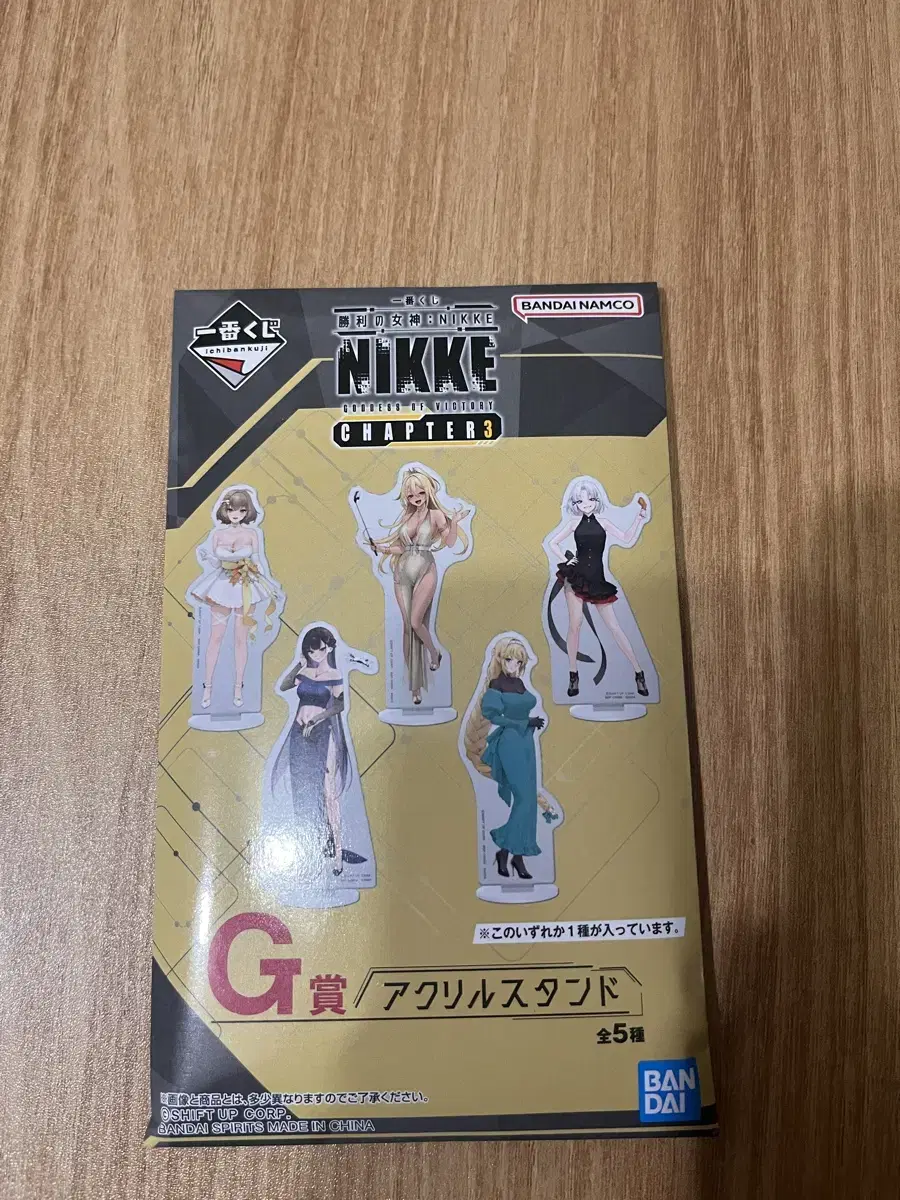 一番くじ
ichibankuji
一番くじ
勝利の女神:NIKKE
NIKKE
GODDESS OF VICTORY
CHAPTER3
BANDAI NAMCO
※このいずれか1種が入っています。
G賞
アクリルスタンド
全5種
※画像と商品とは、多少異なりますのでご了承ください。
©SHIFT UP CORP.
BANDAI SPIRITS MADE IN CHINA
BAN
DAI